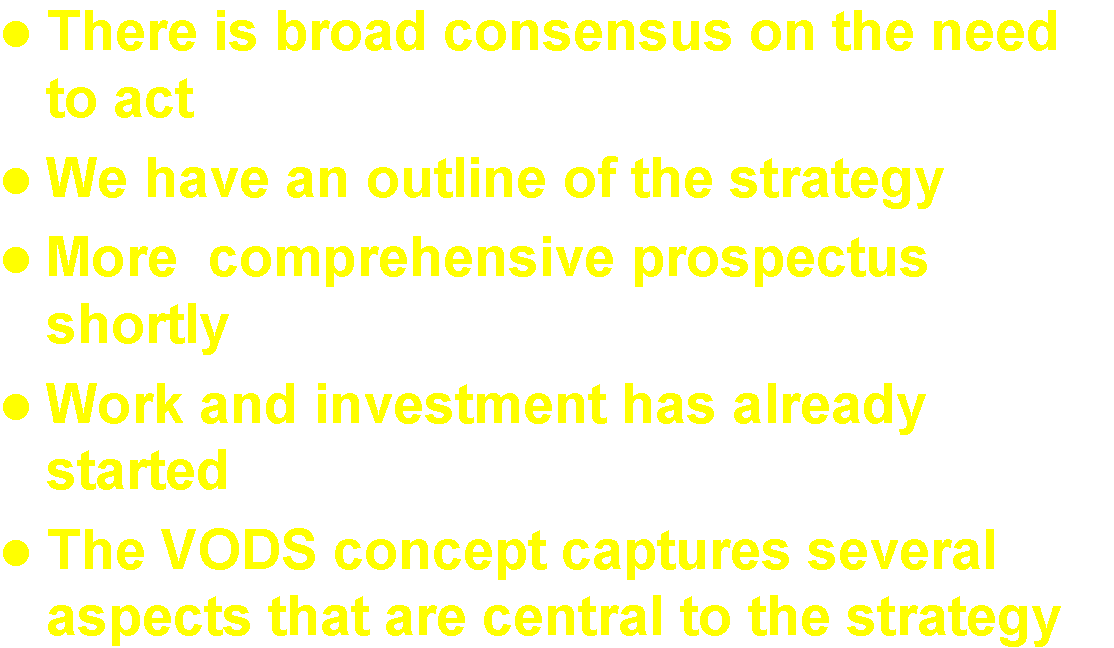 ● There is broad consensus on the need
to act
● We have an outline of the strategy
● More  comprehensive prospectus
shortly
● Work and investment has already
started
● The VODS concept captures several
aspects that are central to the strategy